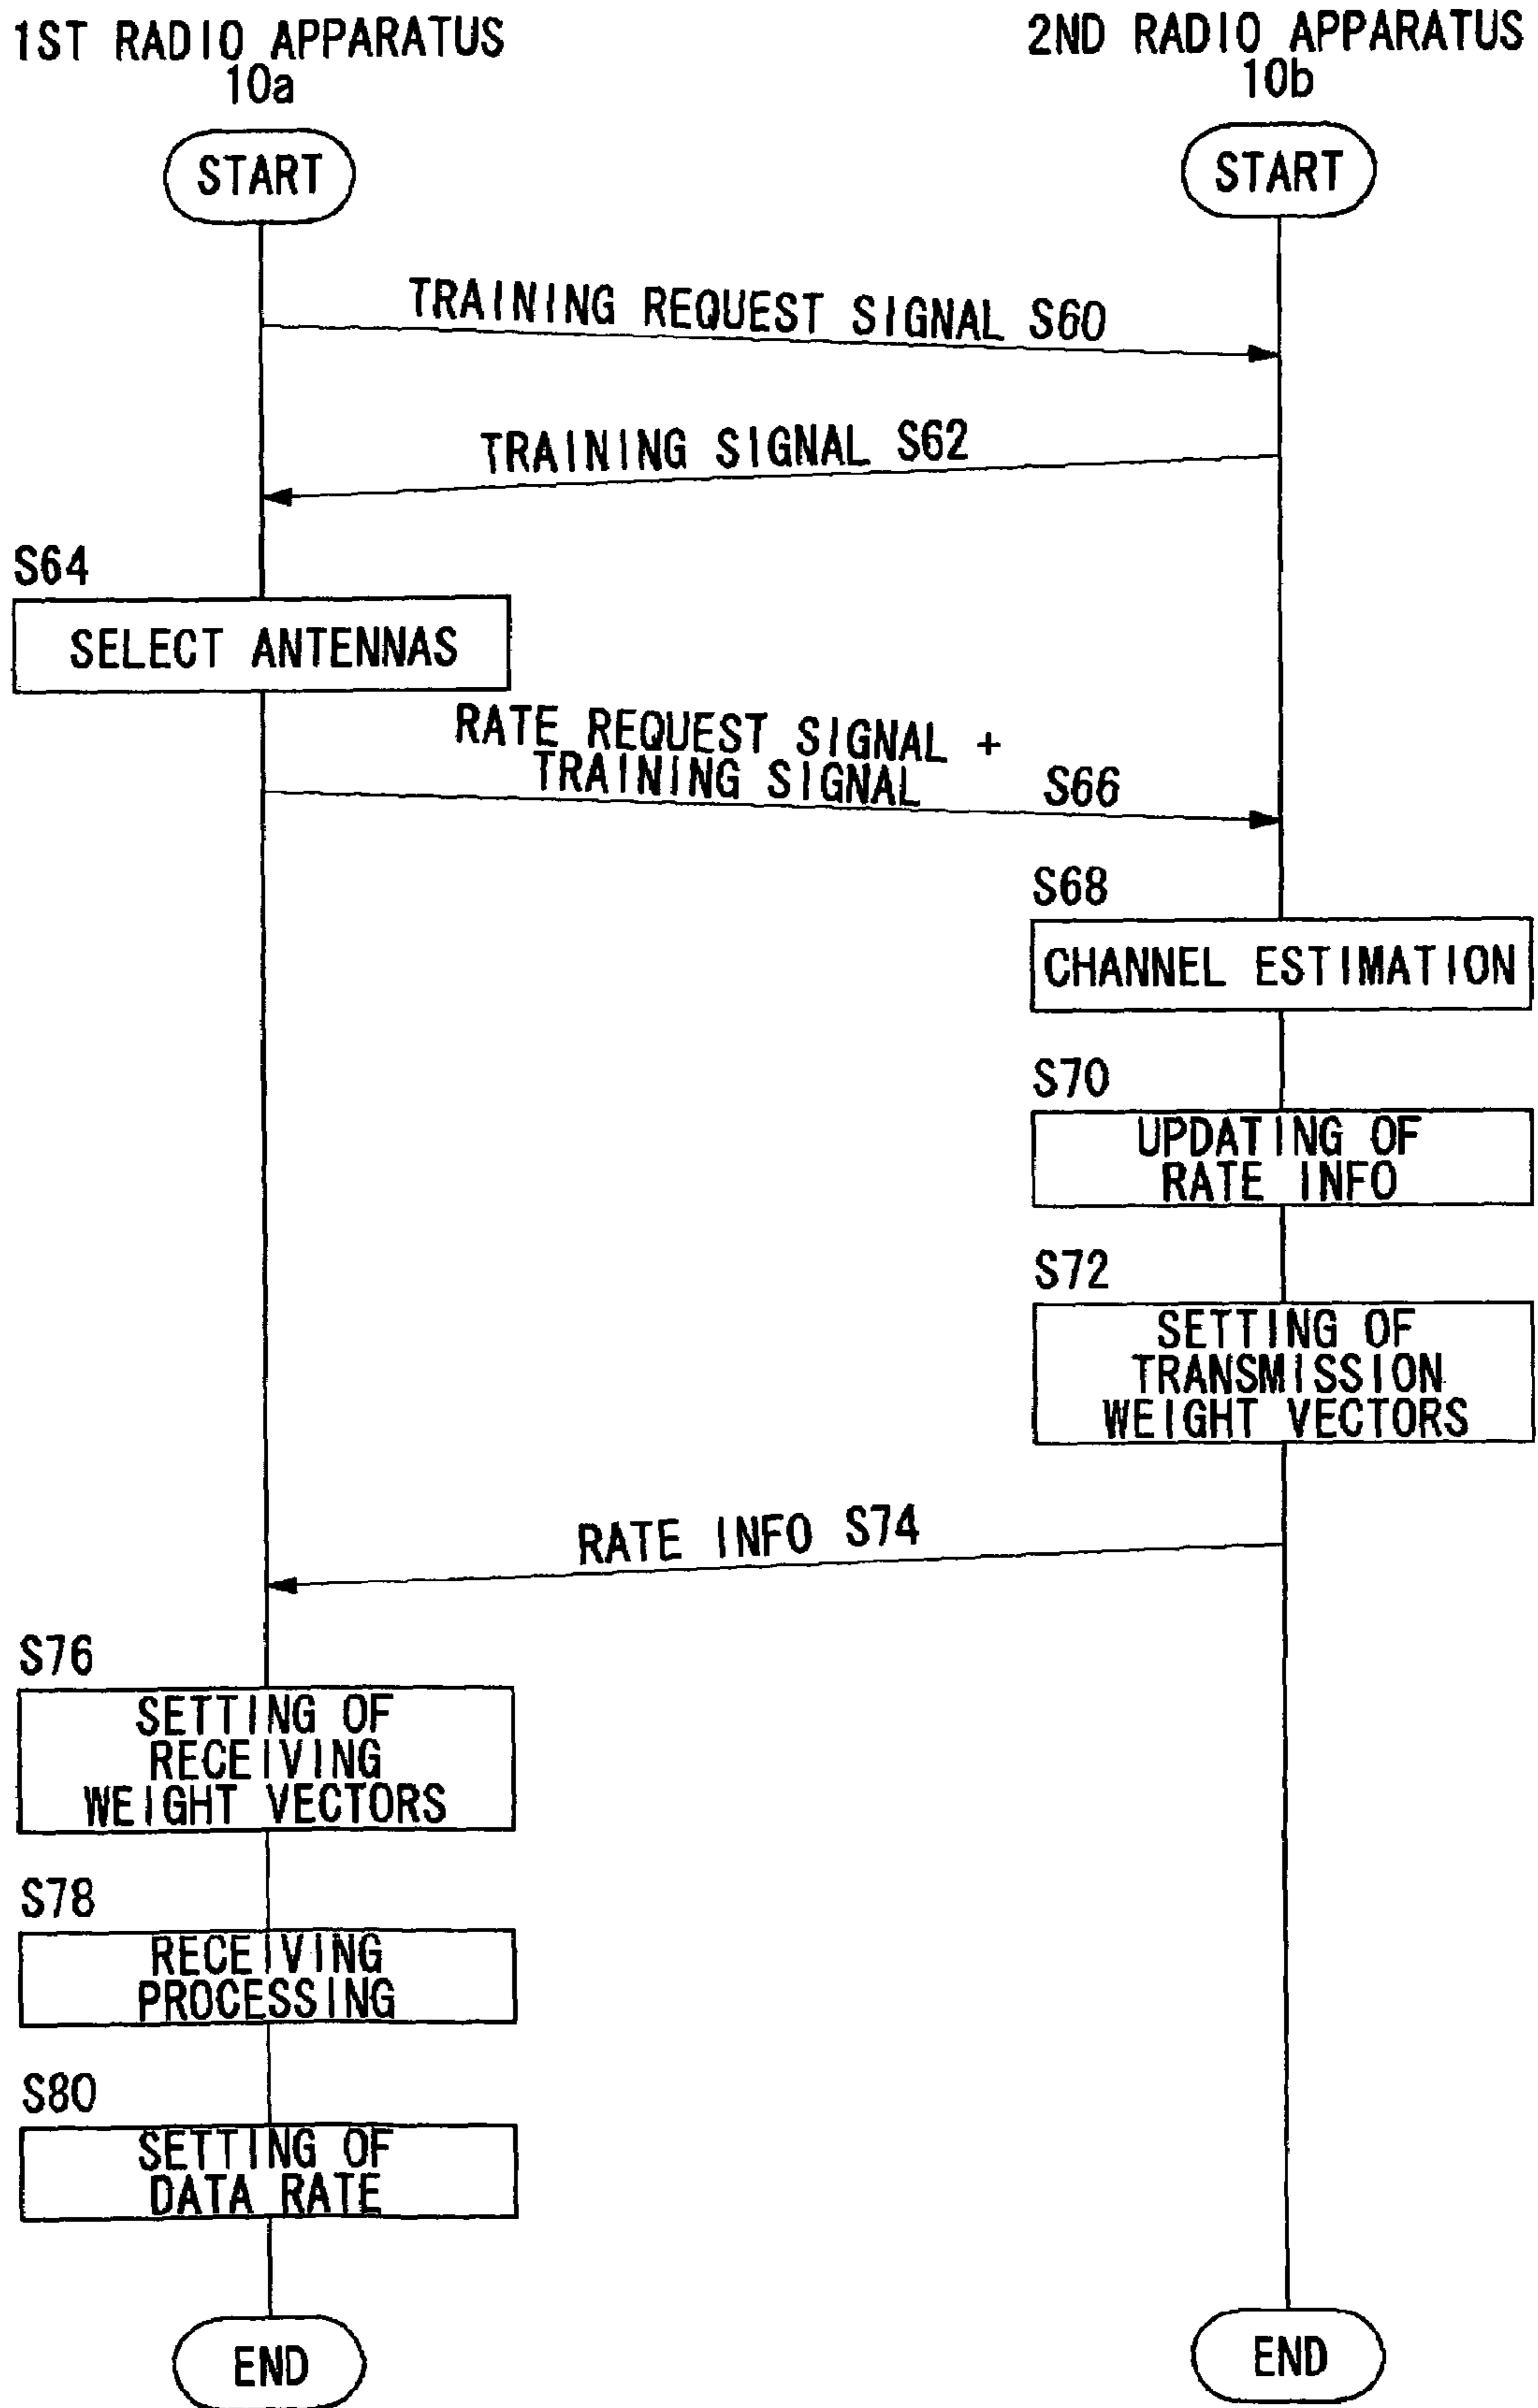 1ST RADIO APPARATUS
10a
2ND RADIO APPARATUS
10b
START
START
TRAINING REQUEST SIGNAL S60
TRAINING SIGNAL S62
S64
SELECT ANTENNAS
RATE REQUEST SIGNAL +
TRAINING SIGNAL S66
S68
CHANNEL ESTIMATION
S70
UPDATING OF
RATE INFO
S72
SETTING OF
TRANSMISSION
WEIGHT VECTORS
RATE INFO S74
S76
SETTING OF
RECEIVING
WEIGHT VECTORS
S78
RECEIVING
PROCESSING
S80
SETTING OF
DATA RATE
END
END